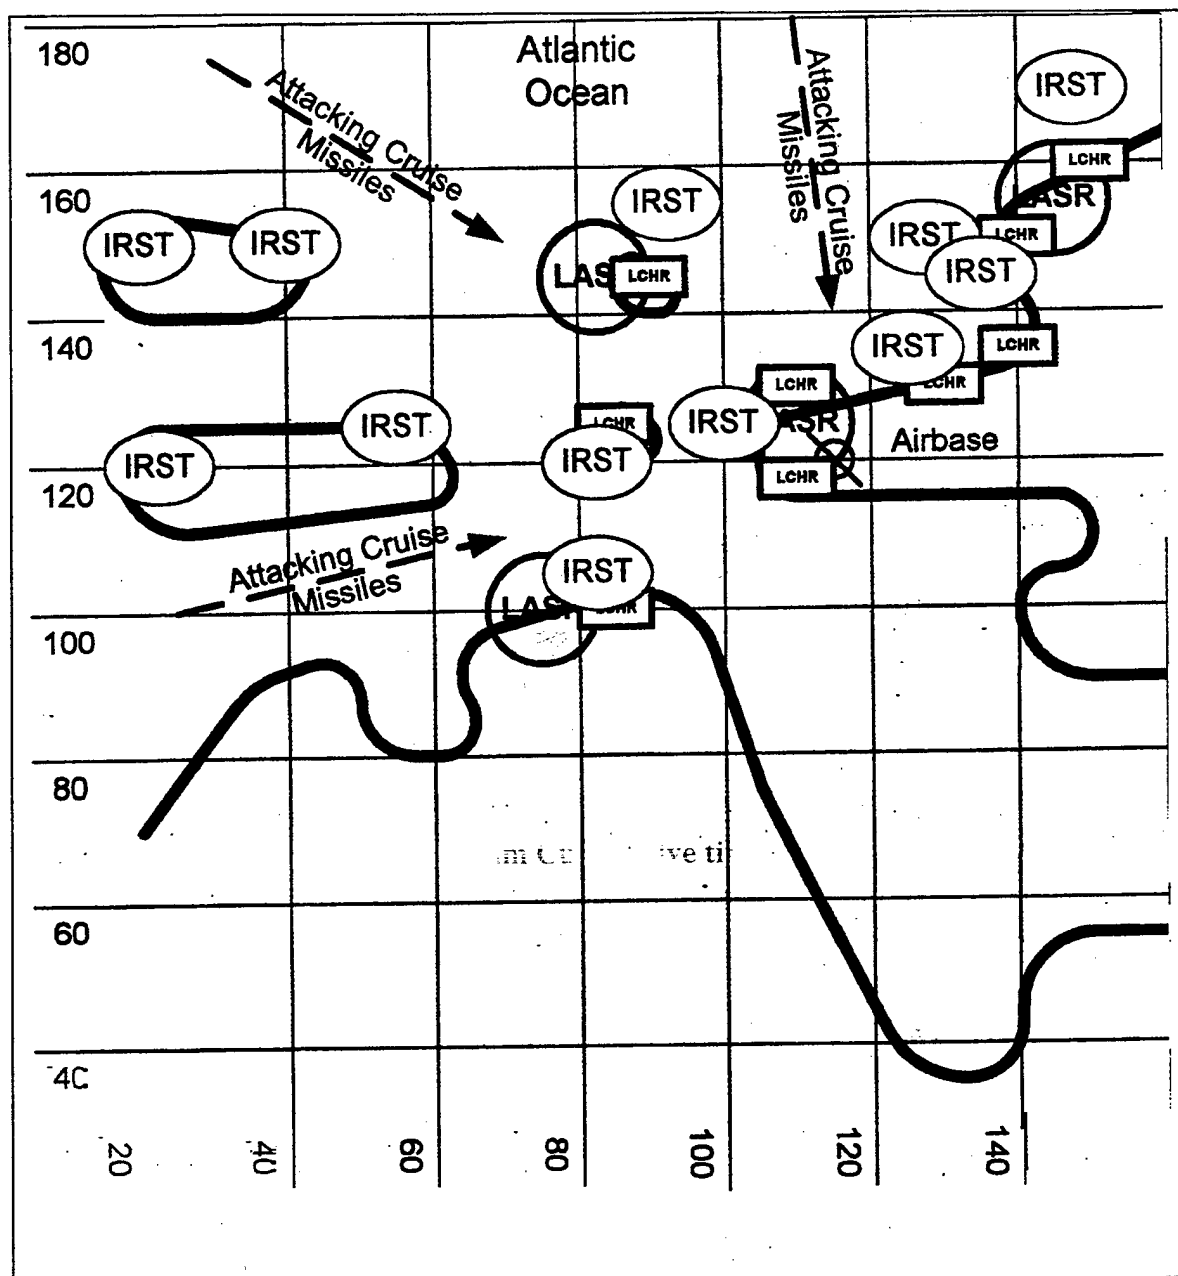 180
Atlantic
Ocean
Attacking Cruise
Missiles
Attacking Cruise
Missiles
IRST
LCHR
LASR
160
IRST
IRST
IRST
IRST
LCHR
IRST
LCHR
140
IRST
LCHR
LCHR
LCHR
IRST
LCHR
IRST
Airbase
IRST
IRST
LCHR
120
Attacking Cruise
Missiles
IRST
100
80
60
40
60
80
100
120
140
20
40